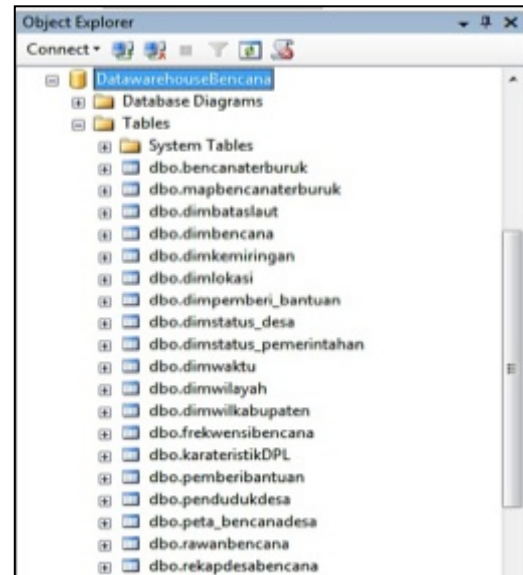 Object Explorer
Connect
DatawarehouseBencana
Database Diagrams
Tables
System Tables
dbo.bencanaterburuk
dbo.mapbencanaterburuk
dbo.dimbataslaut
dbo.dimbencana
dbo.dimkemiringan
dbo.dimlokasi
dbo.dimpemberi_bantuan
dbo.dimstatus_desa
dbo.dimstatus_pemerintahan
dbo.dimwaktu
dbo.dimwilayah
dbo.dimwilkabupaten
dbo.frekwensibencana
dbo.karateristikDPL
dbo.pemberibantuan
dbo.pendudukdesa
dbo.peta_bencanadesa
dbo.rawanbencana
dbo.rekapdesabencana